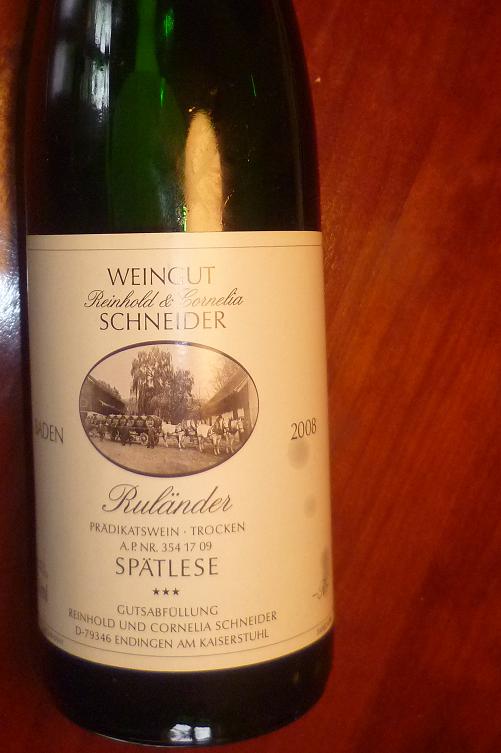 WEINGUT
Reinhold & Cornelia
SCHNEIDER
BADEN
2008
Ruländer
PRÄDIKATSWEIN · TROCKEN
A.P. NR. 354 17 09
SPÄTLESE
★★★
GUTSABFÜLLUNG
REINHOLD UND CORNELIA SCHNEIDER
D-79346 ENDINGEN AM KAISERSTUHL